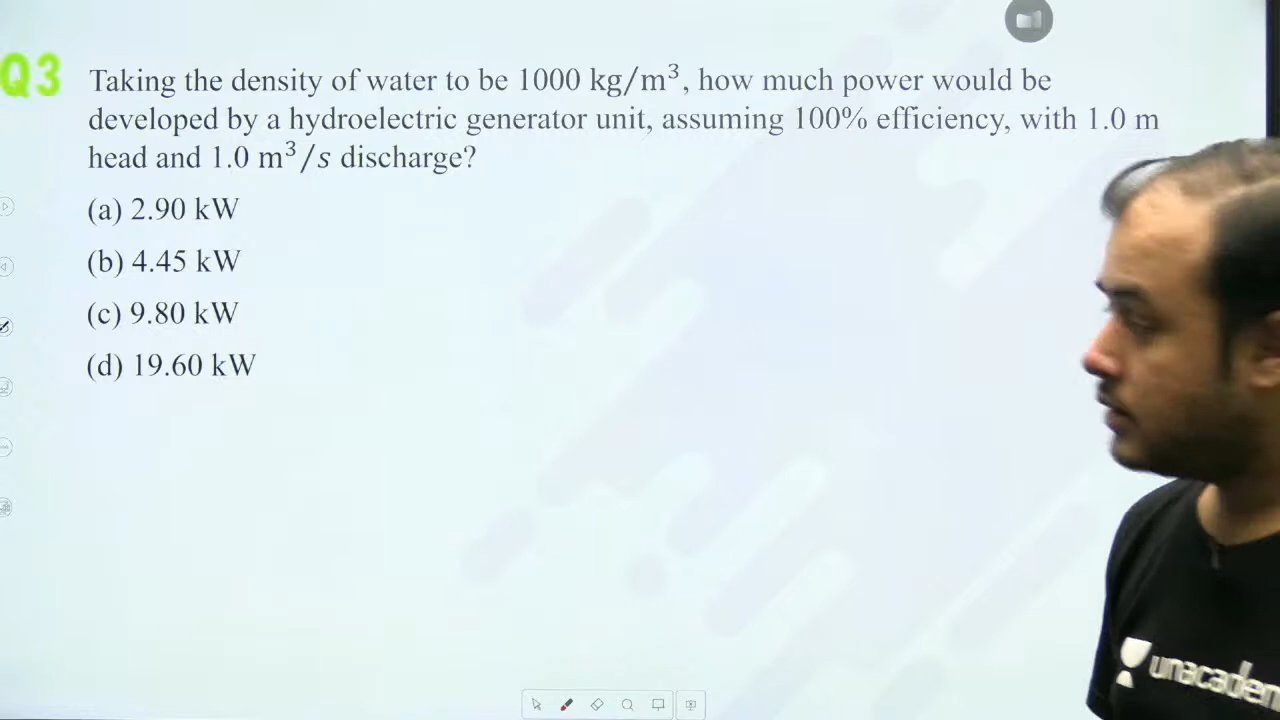 Q3
Taking the density of water to be 1000 kg/m³, how much power would be
developed by a hydroelectric generator unit, assuming 100% efficiency, with 1.0 m
head and 1.0 m³/s discharge?
(a) 2.90 kW
(b) 4.45 kW
(c) 9.80 kW
(d) 19.60 kW
unacadem